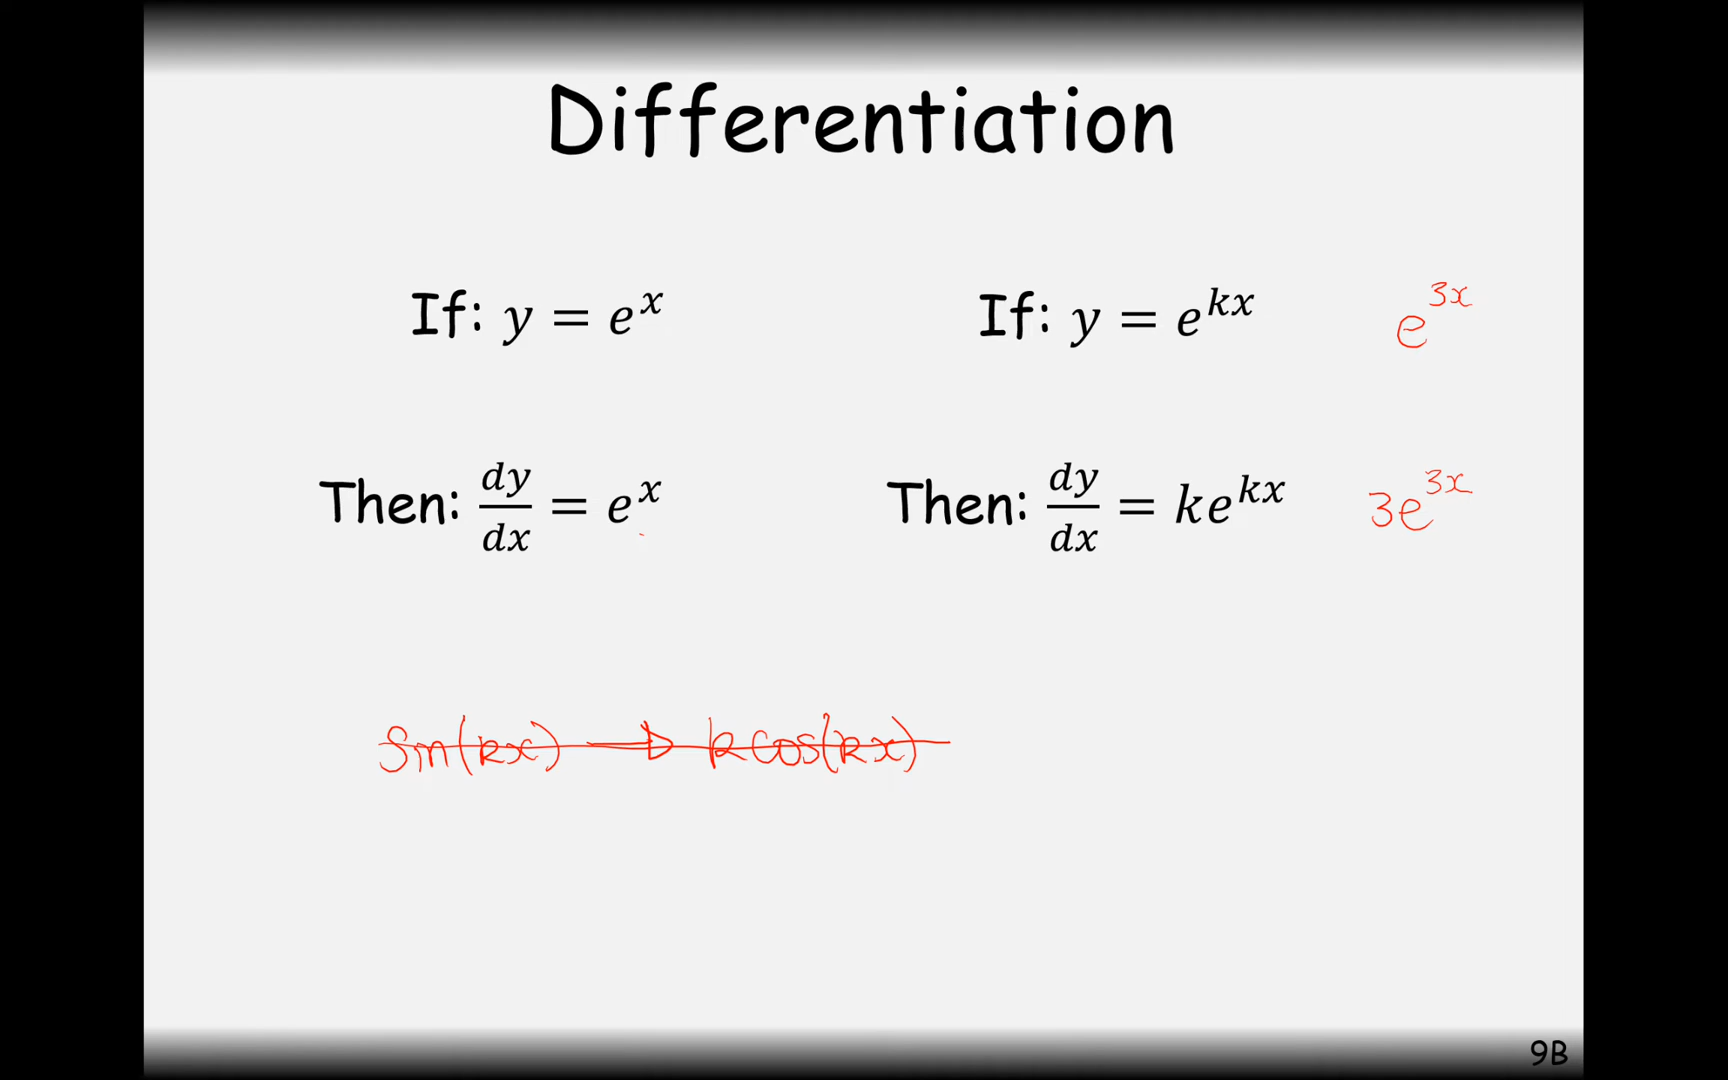 Differentiation
If: y = e^x If: y = e^{kx} e^{3x}
Then: dy/dx = e^x Then: dy/dx = ke^{kx} 3e^{3x}
Sin(kx) → kcos(kx)
9B